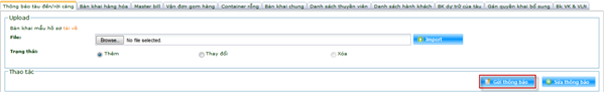 Thông báo tàu đến/rời cảng Bản khai hàng hóa Master bill Vận đơn gom hàng Container rỗng Bản khai chung Danh sách thuyền viên Danh sách hành khách BK dự trữ của tàu Gán quyền khai bổ sung BK VK & VLN
Upload
Bản khai mẫu hồ sơ tải về
File: Browse... No file selected. Import
Trạng thái: Thêm Thay đổi Xóa
Thao tác
Gửi thông báo Sửa thông báo